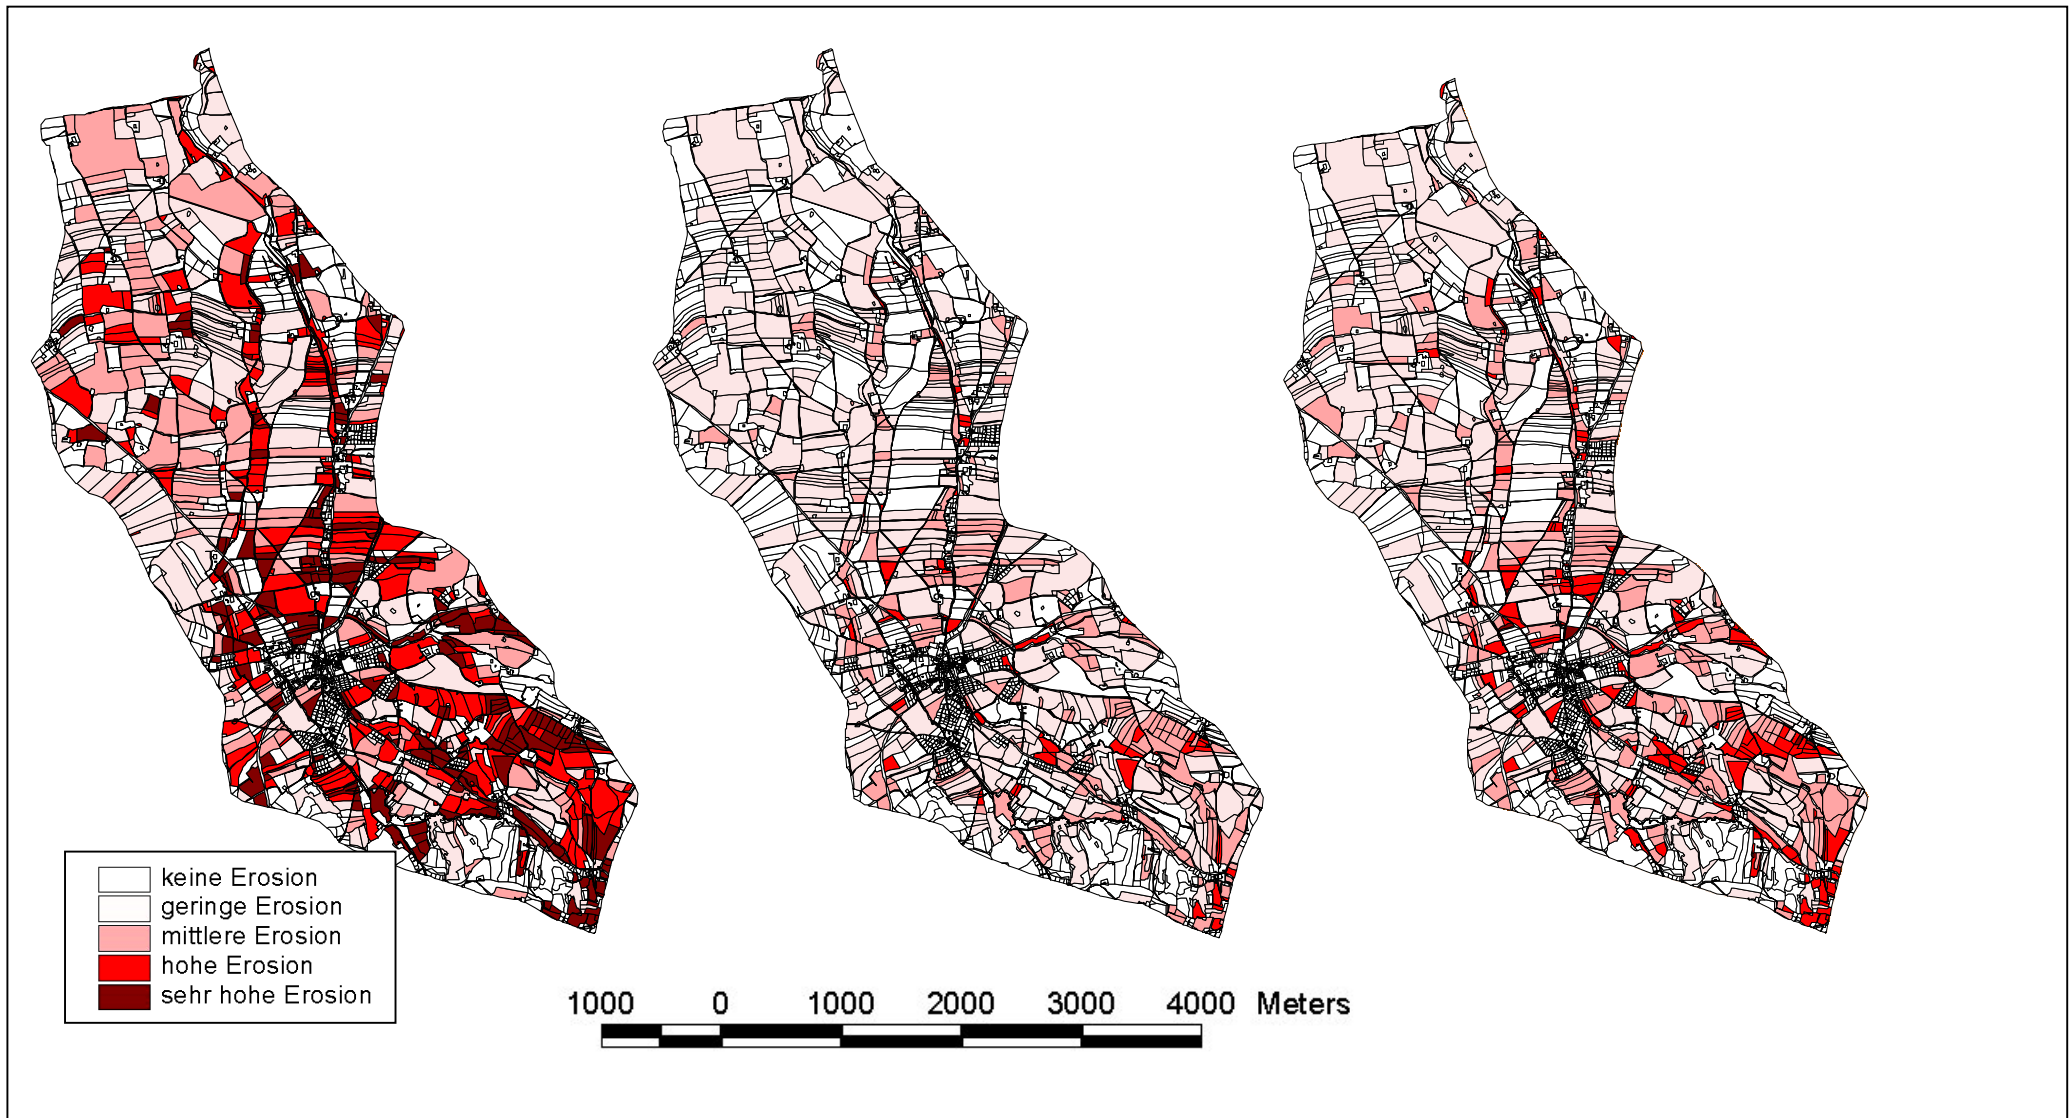 keine Erosion
geringe Erosion
mittlere Erosion
hohe Erosion
sehr hohe Erosion
1000 0 1000 2000 3000 4000 Meters